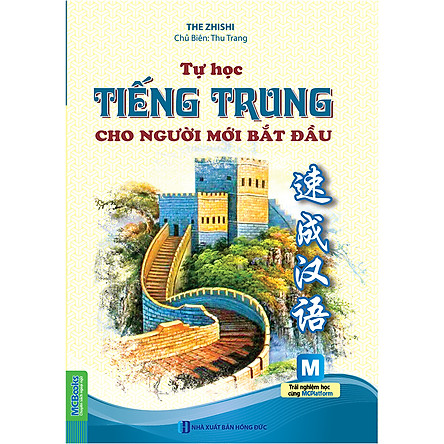 THE ZHISHI
Chủ Biên: Thu Trang
Tự học
TIẾNG TRUNG
CHO NGƯỜI MỚI BẮT ĐẦU
速成汉语
M
Trải nghiệm học
cùng MCPlatform
MCBooks
NHÀ XUẤT BẢN HỒNG ĐỨC